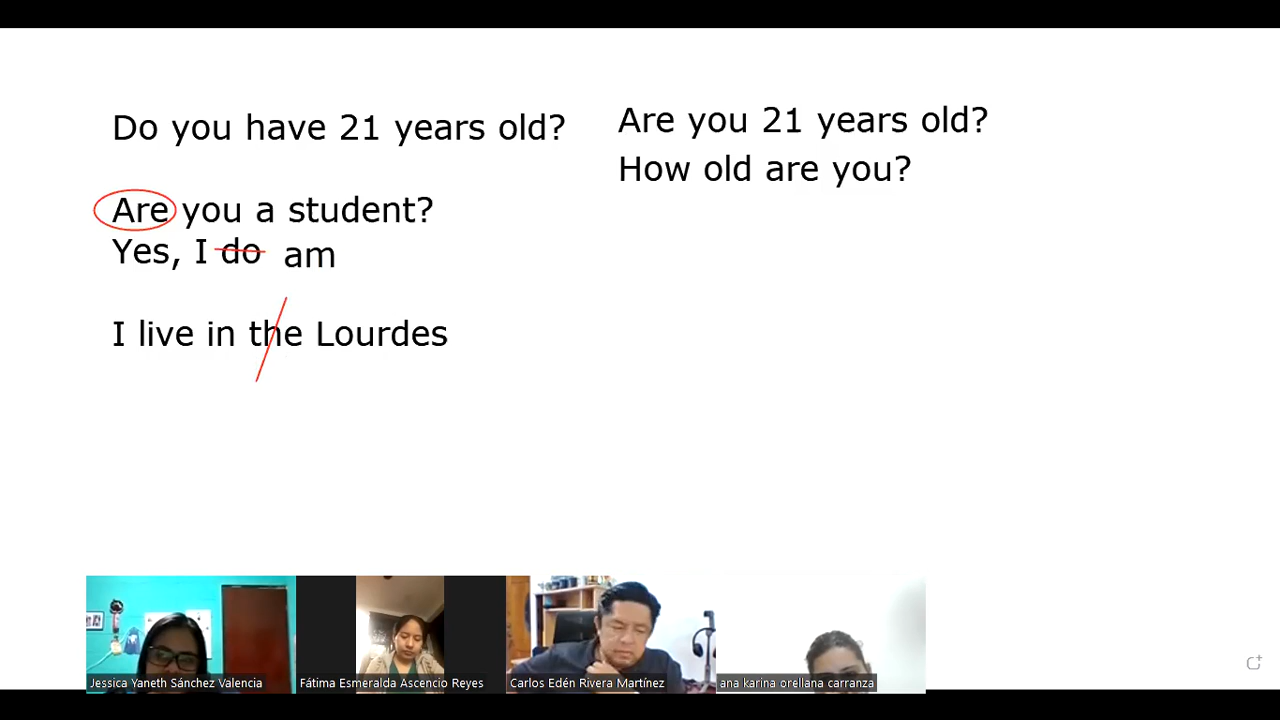 Do you have 21 years old?
Are you 21 years old?
How old are you?
Are you a student?
Yes, I do am
I live in the Lourdes
Jessica Yaneth Sánchez Valencia
Fátima Esmeralda Ascencio Reyes
Carlos Edén Rivera Martínez
ana karina orellana carranza